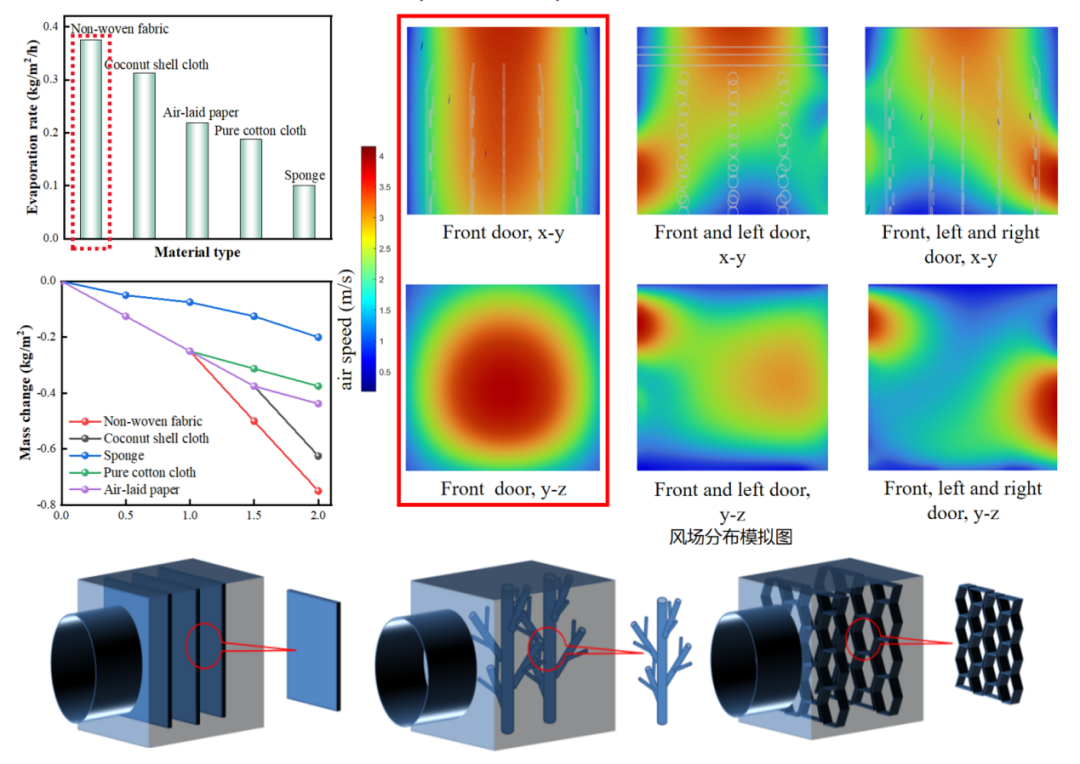 0.4
0.3
0.2
0.1
0.0
Evaporation rate (kg/m²/h)
Non-woven fabric
Coconut shell cloth
Air-laid paper
Pure cotton cloth
Sponge
Material type
0.0
-0.2
-0.4
-0.6
-0.8
Mass change (kg/m²)
Non-woven fabric
Coconut shell cloth
Sponge
Pure cotton cloth
Air-laid paper
0.0 0.5 1.0 1.5 2.0
4
3.5
3
2.5
2
1.5
1
0.5
air speed (m/s)
Front door, x-y
Front and left door,
x-y
Front, left and right
door, x-y
Front door, y-z
Front and left door,
y-z
Front, left and right
door, y-z
风场分布模拟图